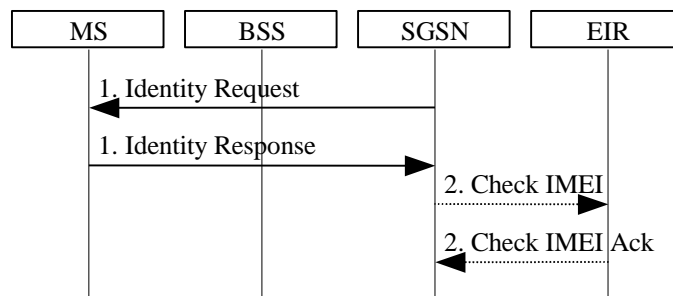 MS BSS SGSN EIR
1. Identity Request
1. Identity Response
2. Check IMEI
2. Check IMEI Ack